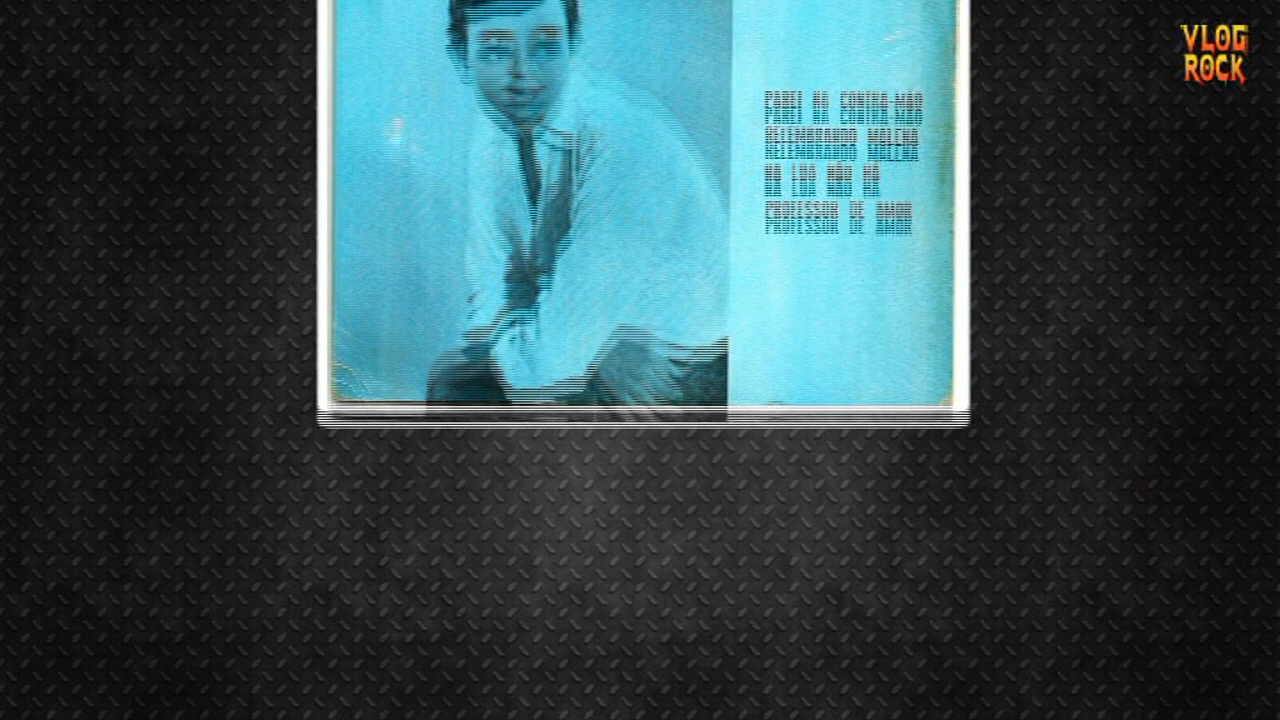 VLOG
ROCK
PAREI NA CONTRA-MÃO
RELEMBRANDO MALENA
NA LUA NÃO HÁ
PROFESSOR DE AMOR